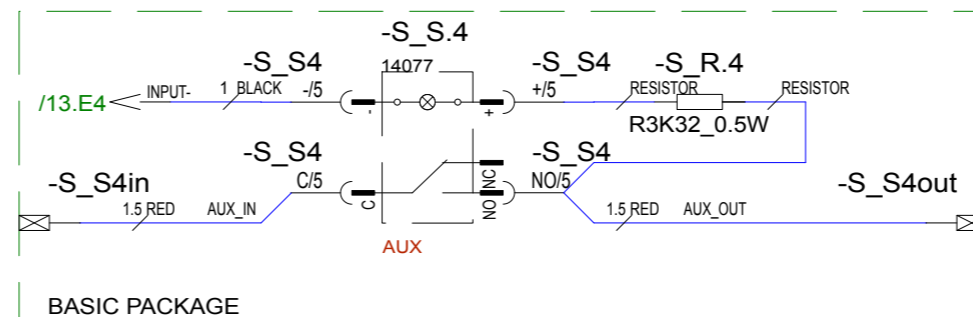 -S_S.4
-S_S4
-S_S4
-S_R.4
14077
/13.E4
INPUT-
1 BLACK
-/5
+/5
RESISTOR
RESISTOR
-
+
R3K32_0.5W
-S_S4
-S_S4
-S_S4in
C/5
NO/5
-S_S4out
C
NO
NC
1.5 RED
AUX_IN
1.5 RED
AUX_OUT
AUX
BASIC PACKAGE